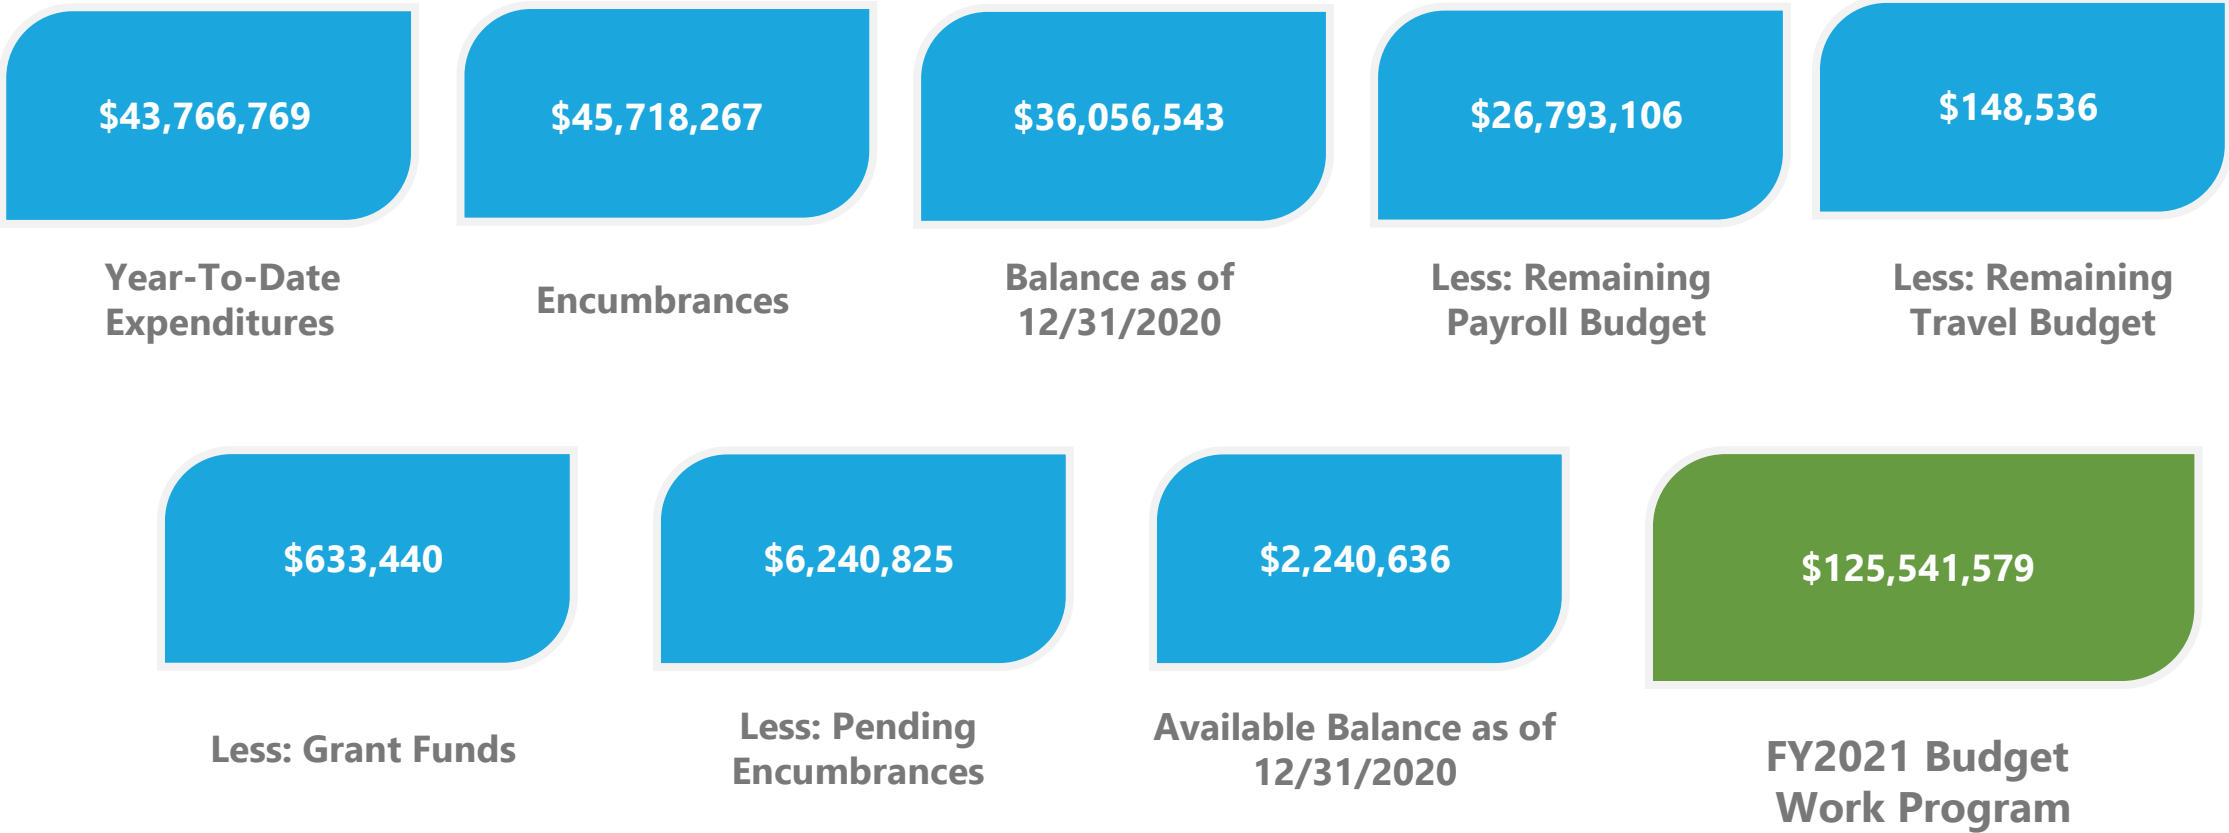 $43,766,769
Year-To-Date
Expenditures
$45,718,267
Encumbrances
$36,056,543
Balance as of
12/31/2020
$26,793,106
Less: Remaining
Payroll Budget
$148,536
Less: Remaining
Travel Budget
$633,440
Less: Grant Funds
$6,240,825
Less: Pending
Encumbrances
$2,240,636
Available Balance as of
12/31/2020
$125,541,579
FY2021 Budget
Work Program